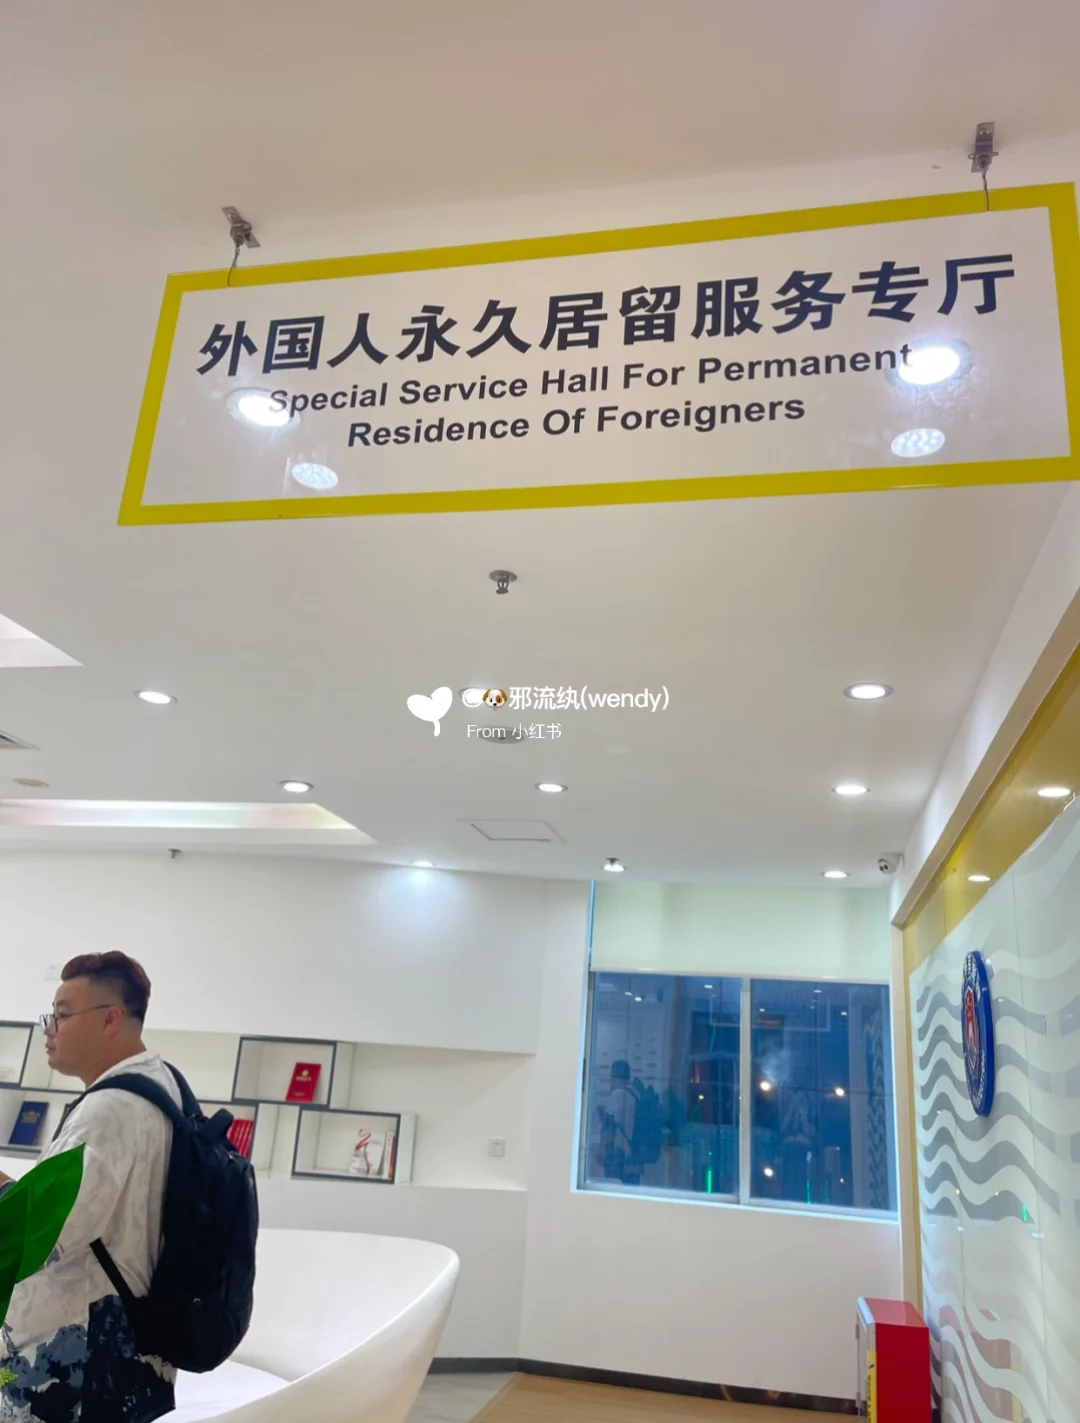 外国人永久居留服务专厅
Special Service Hall For Permanent
Residence Of Foreigners
邪流纨(wendy)
From 小红书